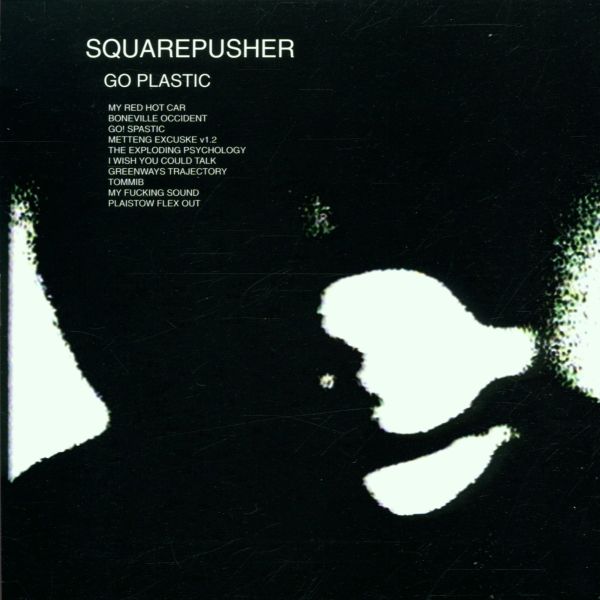 SQUAREPUSHER
GO PLASTIC
MY RED HOT CAR
BONEVILLE OCCIDENT
GO! SPASTIC
METTENG EXCUSKE v1.2
THE EXPLODING PSYCHOLOGY
I WISH YOU COULD TALK
GREENWAYS TRAJECTORY
TOMMIB
MY FUCKING SOUND
PLAISTOW FLEX OUT